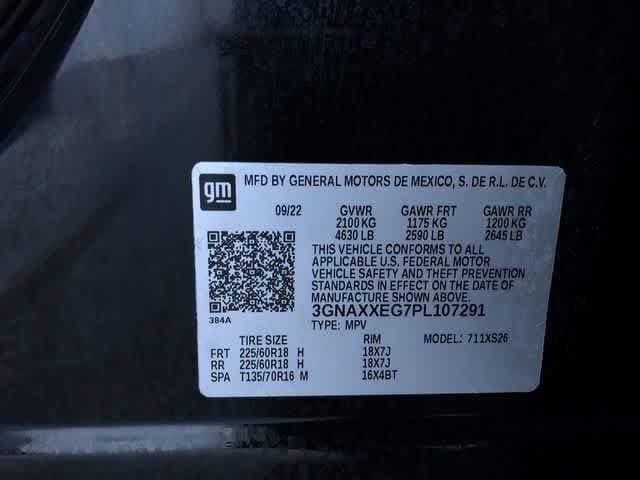 gm
MFD BY GENERAL MOTORS DE MEXICO, S. DE R.L. DE C.V.
09/22 GVWR GAWR FRT GAWR RR
2100 KG 1175 KG 1200 KG
4630 LB 2590 LB 2645 LB
THIS VEHICLE CONFORMS TO ALL
APPLICABLE U.S. FEDERAL MOTOR
VEHICLE SAFETY AND THEFT PREVENTION
STANDARDS IN EFFECT ON THE DATE OF
MANUFACTURE SHOWN ABOVE.
3GNAXXEG7PL107291
384A
TYPE: MPV MODEL: 711XS26
TIRE SIZE RIM
FRT 225/60R18 H 18X7J
RR 225/60R18 H 18X7J
SPA T135/70R16 M 16X4BT